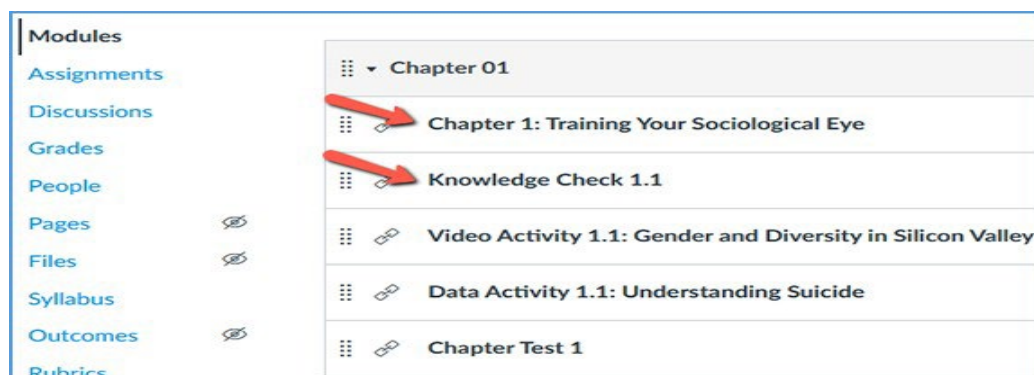 Modules
Assignments
Discussions
Grades
People
Pages
Files
Syllabus
Outcomes
Rubrics
Chapter 01
Chapter 1: Training Your Sociological Eye
Knowledge Check 1.1
Video Activity 1.1: Gender and Diversity in Silicon Valley
Data Activity 1.1: Understanding Suicide
Chapter Test 1